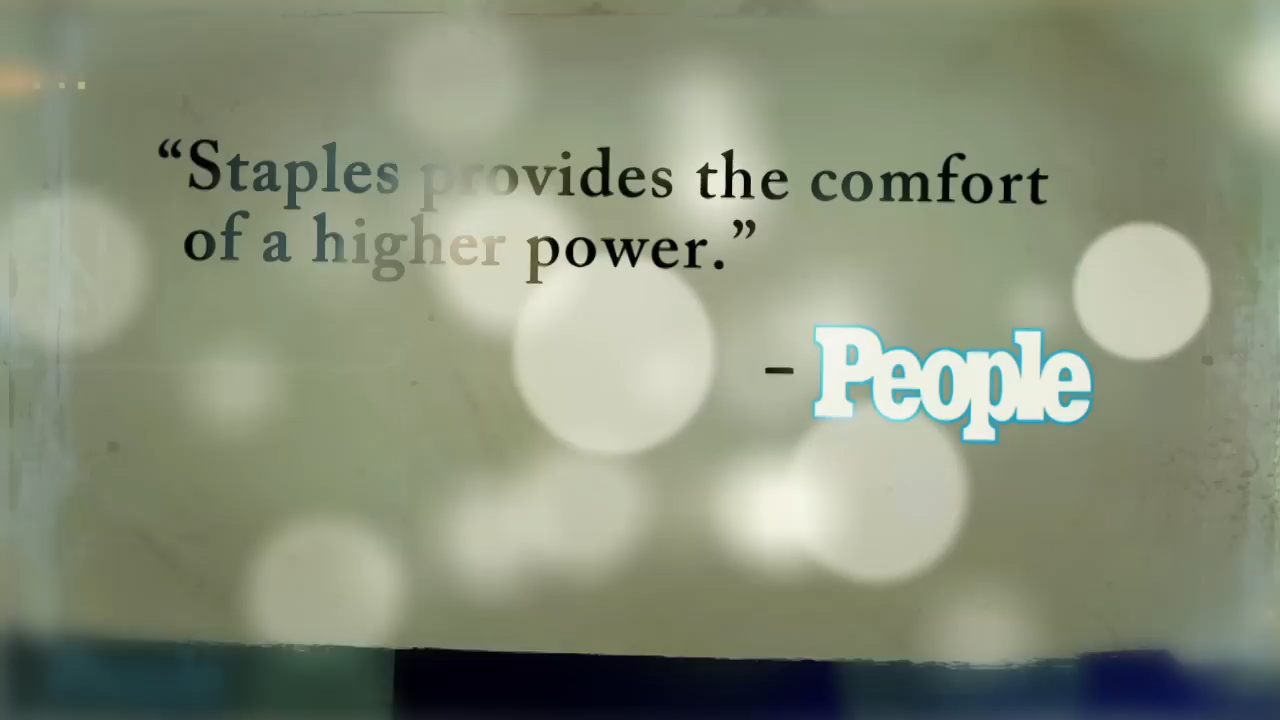 “Staples provides the comfort
of a higher power.”
– People